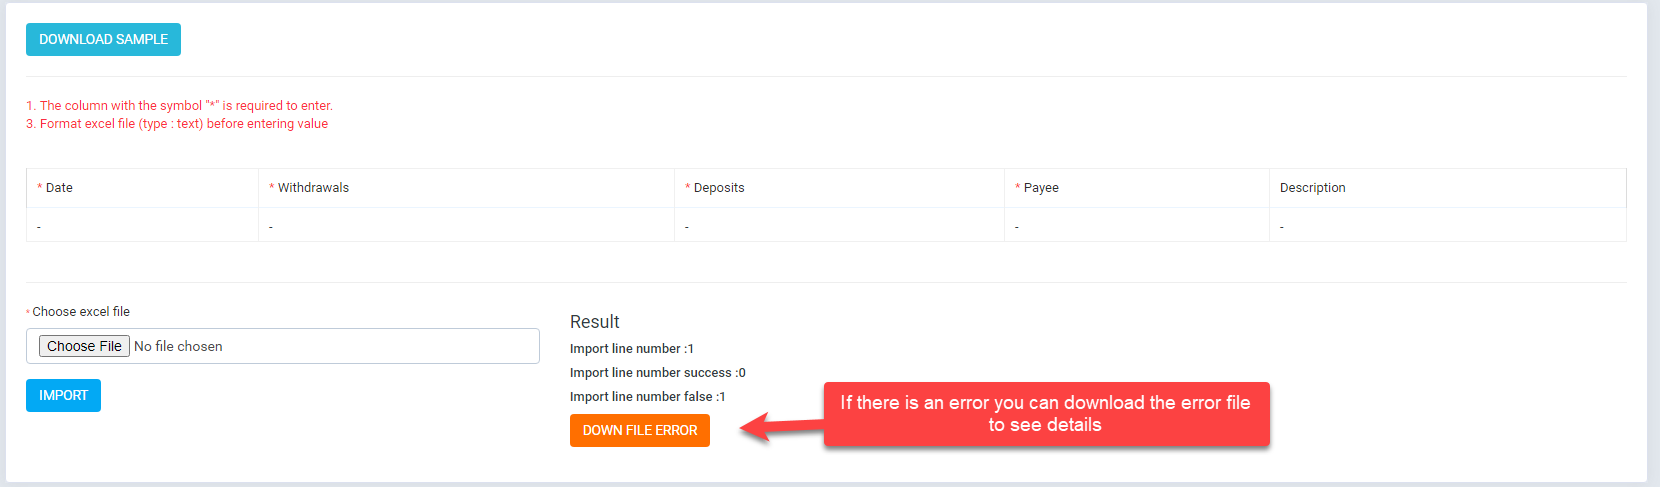 DOWNLOAD SAMPLE
1. The column with the symbol "*" is required to enter.
3. Format excel file (type : text) before entering value
* Date
* Withdrawals
* Deposits
* Payee
Description
-
-
-
-
-
* Choose excel file
Choose File No file chosen
IMPORT
Result
Import line number :1
Import line number success :0
Import line number false :1
DOWN FILE ERROR
If there is an error you can download the error file
to see details